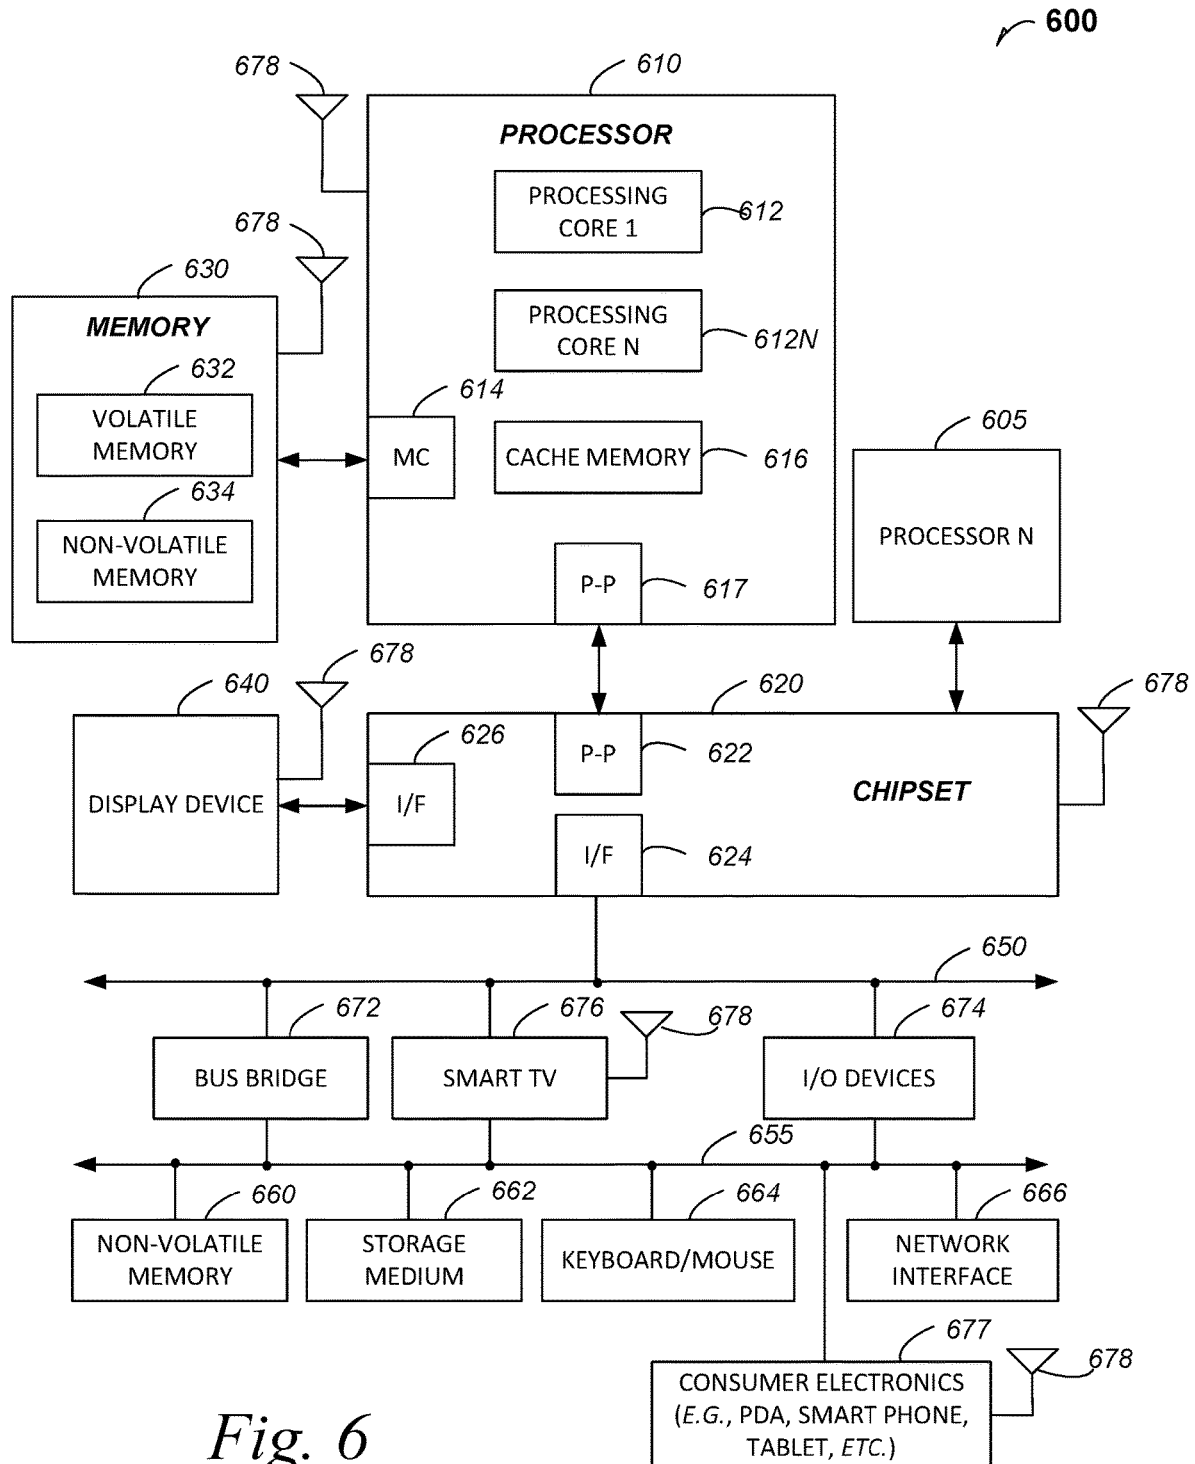 600
678
610
PROCESSOR
PROCESSING
CORE 1
612
678
630
MEMORY
PROCESSING
CORE N
612N
632
VOLATILE
MEMORY
614
MC
CACHE MEMORY
616
605
PROCESSOR N
634
NON-VOLATILE
MEMORY
P-P
617
678
640
620
678
626
P-P
622
DISPLAY DEVICE
I/F
CHIPSET
I/F
624
650
672
676
678
674
BUS BRIDGE
SMART TV
I/O DEVICES
655
660
662
664
666
NON-VOLATILE
MEMORY
STORAGE
MEDIUM
KEYBOARD/MOUSE
NETWORK
INTERFACE
677
678
CONSUMER ELECTRONICS
(E.G., PDA, SMART PHONE,
TABLET, ETC.)
Fig. 6